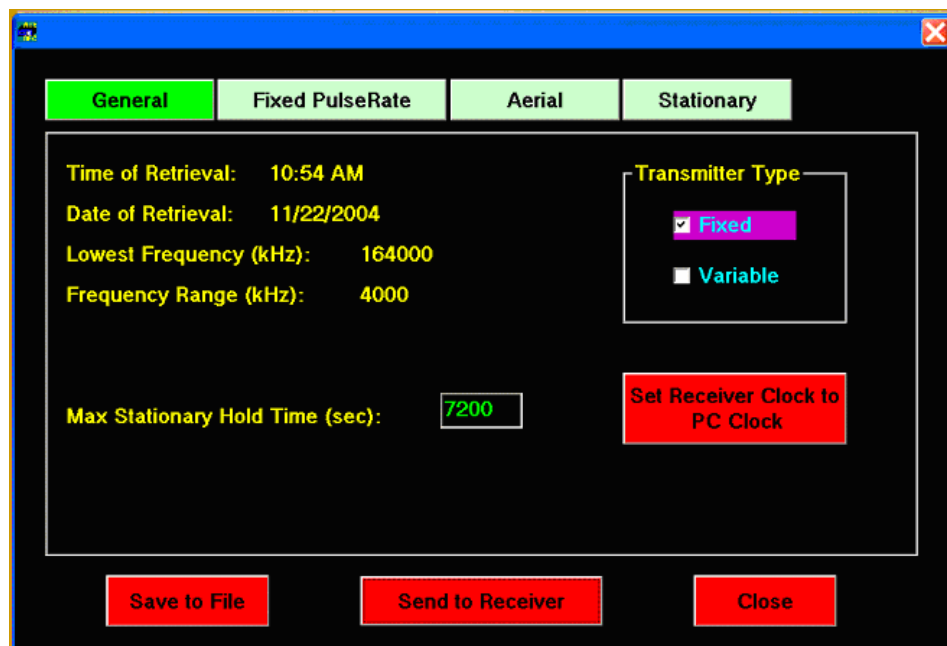 General Fixed PulseRate Aerial Stationary
Time of Retrieval: 10:54 AM
Date of Retrieval: 11/22/2004
Lowest Frequency (kHz): 164000
Frequency Range (kHz): 4000
Transmitter Type
Fixed
Variable
Max Stationary Hold Time (sec): 7200
Set Receiver Clock to
PC Clock
Save to File Send to Receiver Close